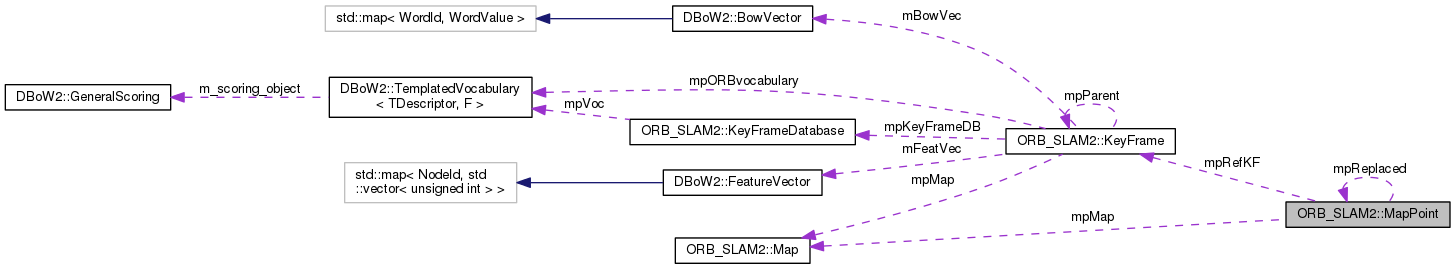 std::map< WordId, WordValue >
DBoW2::BowVector
mBowVec
DBoW2::GeneralScoring
m_scoring_object
DBoW2::TemplatedVocabulary
< TDescriptor, F >
mpORBvocabulary
mpVoc
ORB_SLAM2::KeyFrameDatabase
mpKeyFrameDB
mpParent
ORB_SLAM2::KeyFrame
mFeatVec
std::map< NodeId, std
::vector< unsigned int > >
DBoW2::FeatureVector
mpMap
mpRefKF
mpReplaced
ORB_SLAM2::MapPoint
mpMap
ORB_SLAM2::Map